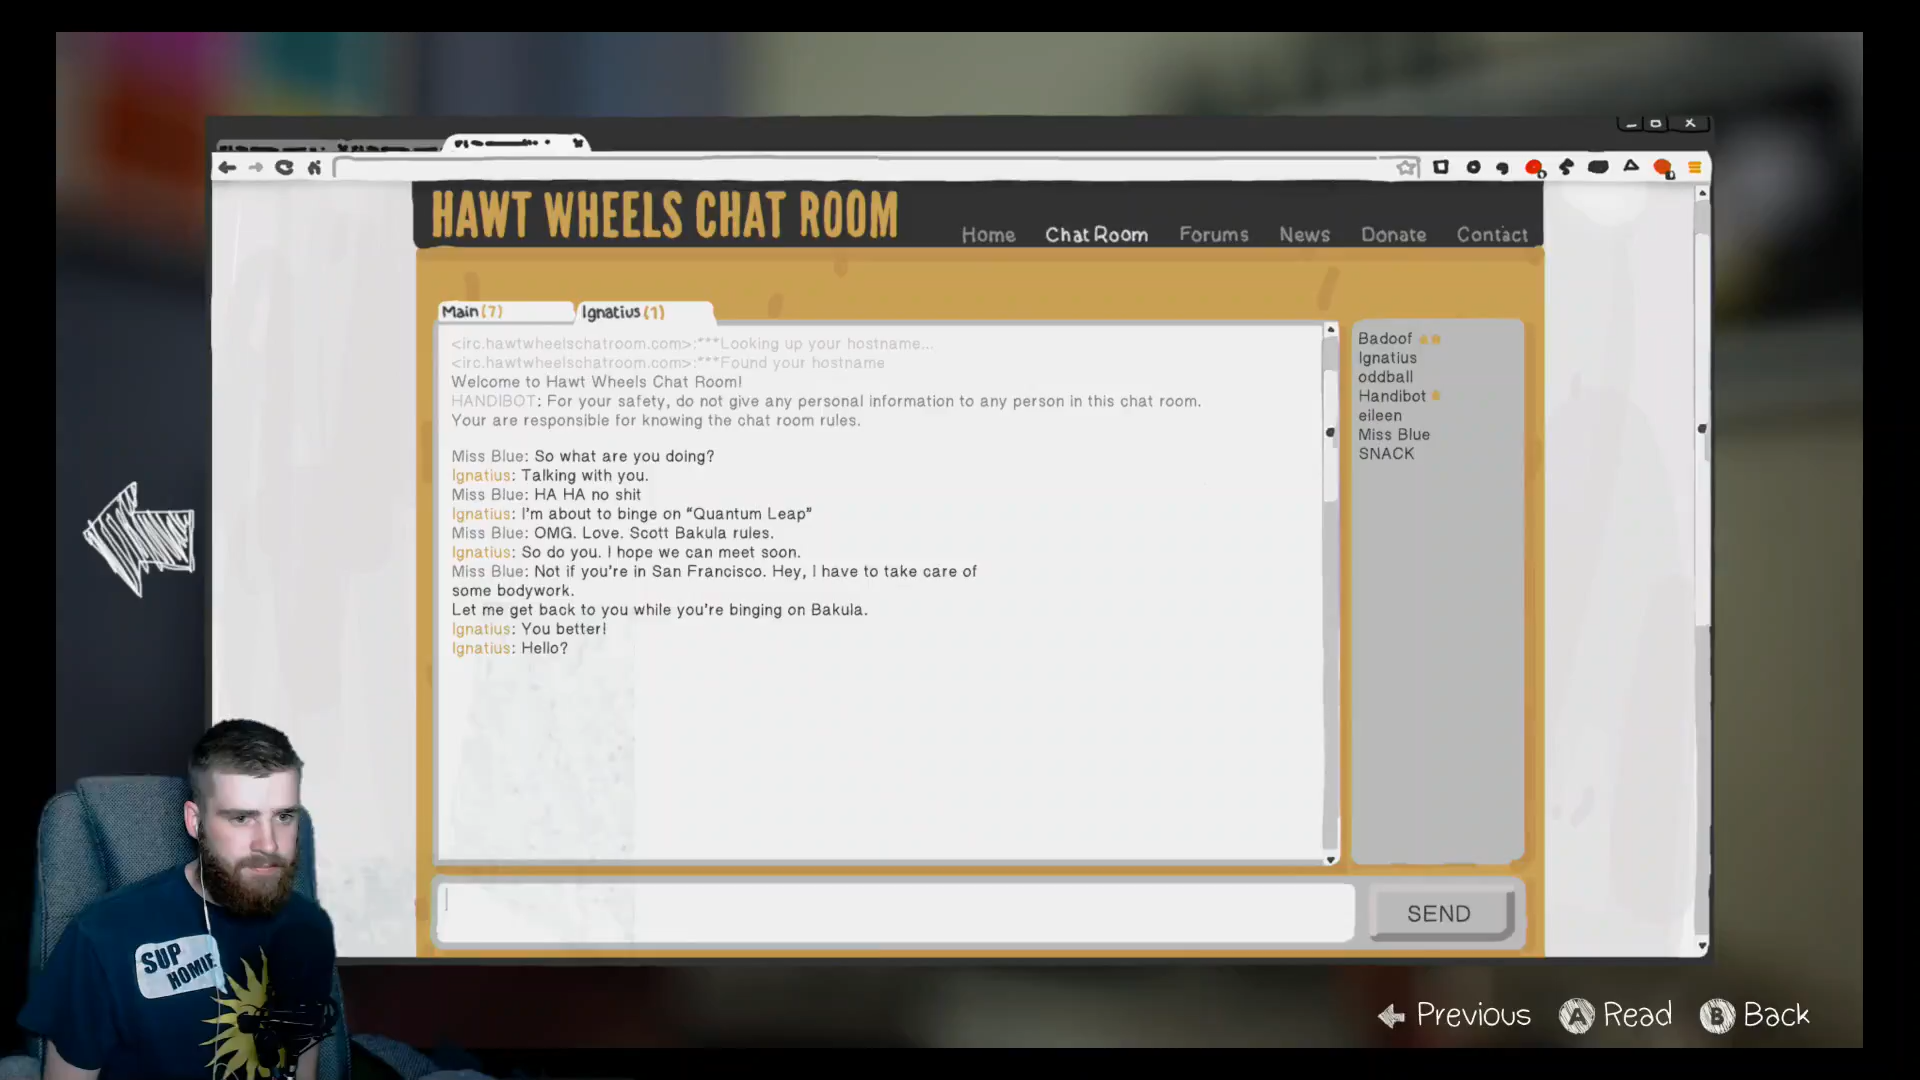 HAWT WHEELS CHAT ROOM
Home Chat Room Forums News Donate Contact
Main (7) Ignatius (1)
<irc.hawtwheelschatroom.com>:***Looking up your hostname...
<irc.hawtwheelschatroom.com>:***Found your hostname
Welcome to Hawt Wheels Chat Room!
HANDIBOT: For your safety, do not give any personal information to any person in this chat room.
Your are responsible for knowing the chat room rules.
Miss Blue: So what are you doing?
Ignatius: Talking with you.
Miss Blue: HA HA no shit
Ignatius: I'm about to binge on “Quantum Leap”
Miss Blue: OMG. Love. Scott Bakula rules.
Ignatius: So do you. I hope we can meet soon.
Miss Blue: Not if you're in San Francisco. Hey, I have to take care of
some bodywork.
Let me get back to you while you're binging on Bakula.
Ignatius: You better!
Ignatius: Hello?
Badoof
Ignatius
oddball
Handibot
eileen
Miss Blue
SNACK
SEND
SUP
HOMIE
Previous A Read B Back